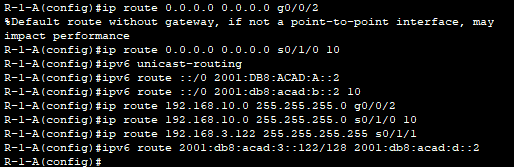 R-1-A(config)#ip route 0.0.0.0 0.0.0.0 g0/0/2
%Default route without gateway, if not a point-to-point interface, may
impact performance
R-1-A(config)#ip route 0.0.0.0 0.0.0.0 s0/1/0 10
R-1-A(config)#ipv6 unicast-routing
R-1-A(config)#ipv6 route ::/0 2001:DB8:ACAD:A::2
R-1-A(config)#ipv6 route ::/0 2001:db8:acad:b::2 10
R-1-A(config)#ip route 192.168.10.0 255.255.255.0 g0/0/2
R-1-A(config)#ip route 192.168.10.0 255.255.255.0 s0/1/0 10
R-1-A(config)#ip route 192.168.3.122 255.255.255.255 s0/1/1
R-1-A(config)#ipv6 route 2001:db8:acad:3::122/128 2001:db8:acad:d::2
R-1-A(config)#